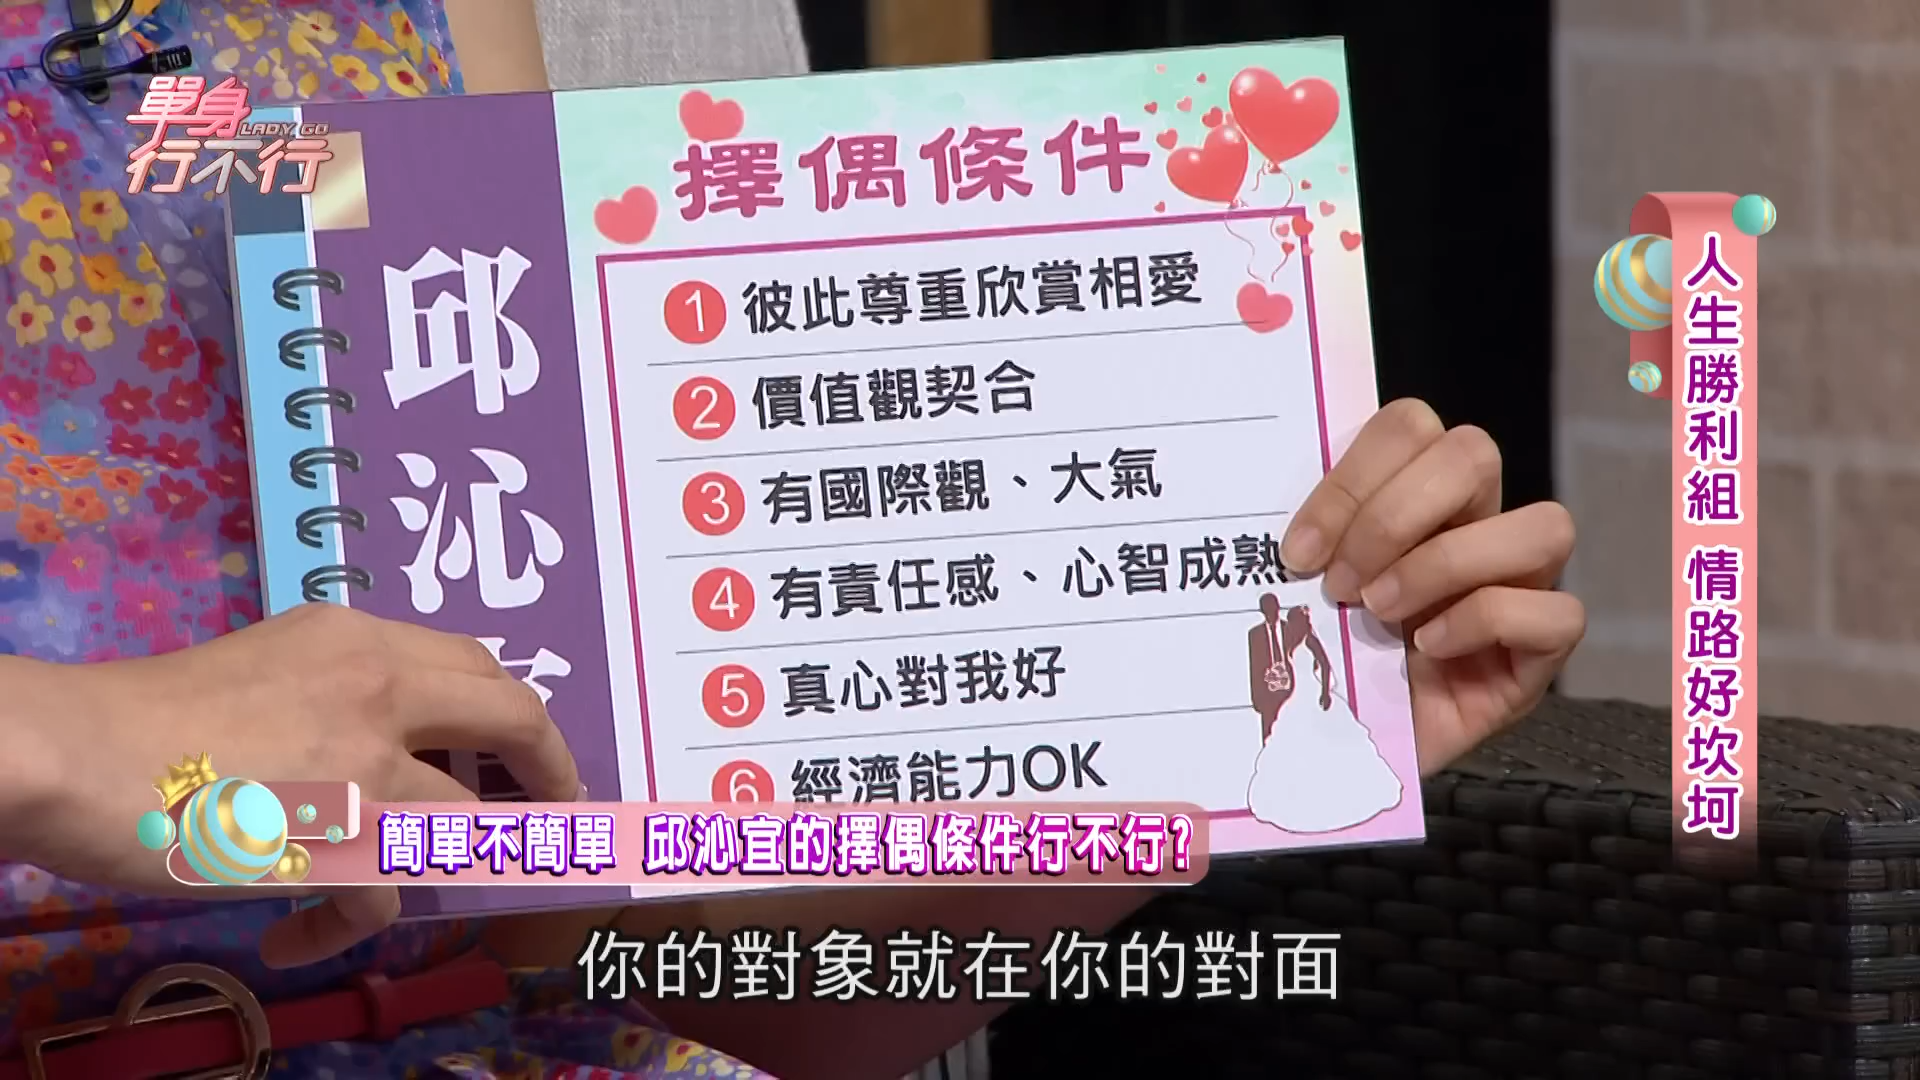 單身
LADY GO
行不行
擇偶條件
邱沁
1 彼此尊重欣賞相愛
2 價值觀契合
3 有國際觀、大氣
4 有責任感、心智成熟
5 真心對我好
6 經濟能力OK
人生勝利組 情路好坎坷
簡單不簡單 邱沁宜的擇偶條件行不行?
你的對象就在你的對面